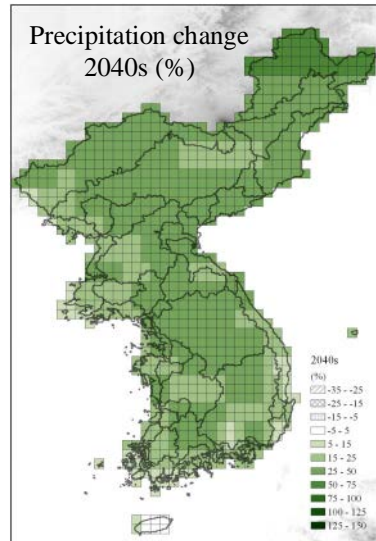 Precipitation change
2040s (%)
2040s
(%)
-35 - -25
-25 - -15
-15 - -5
-5 - 5
5 - 15
15 - 25
25 - 50
50 - 75
75 - 100
100 - 125
125 - 150